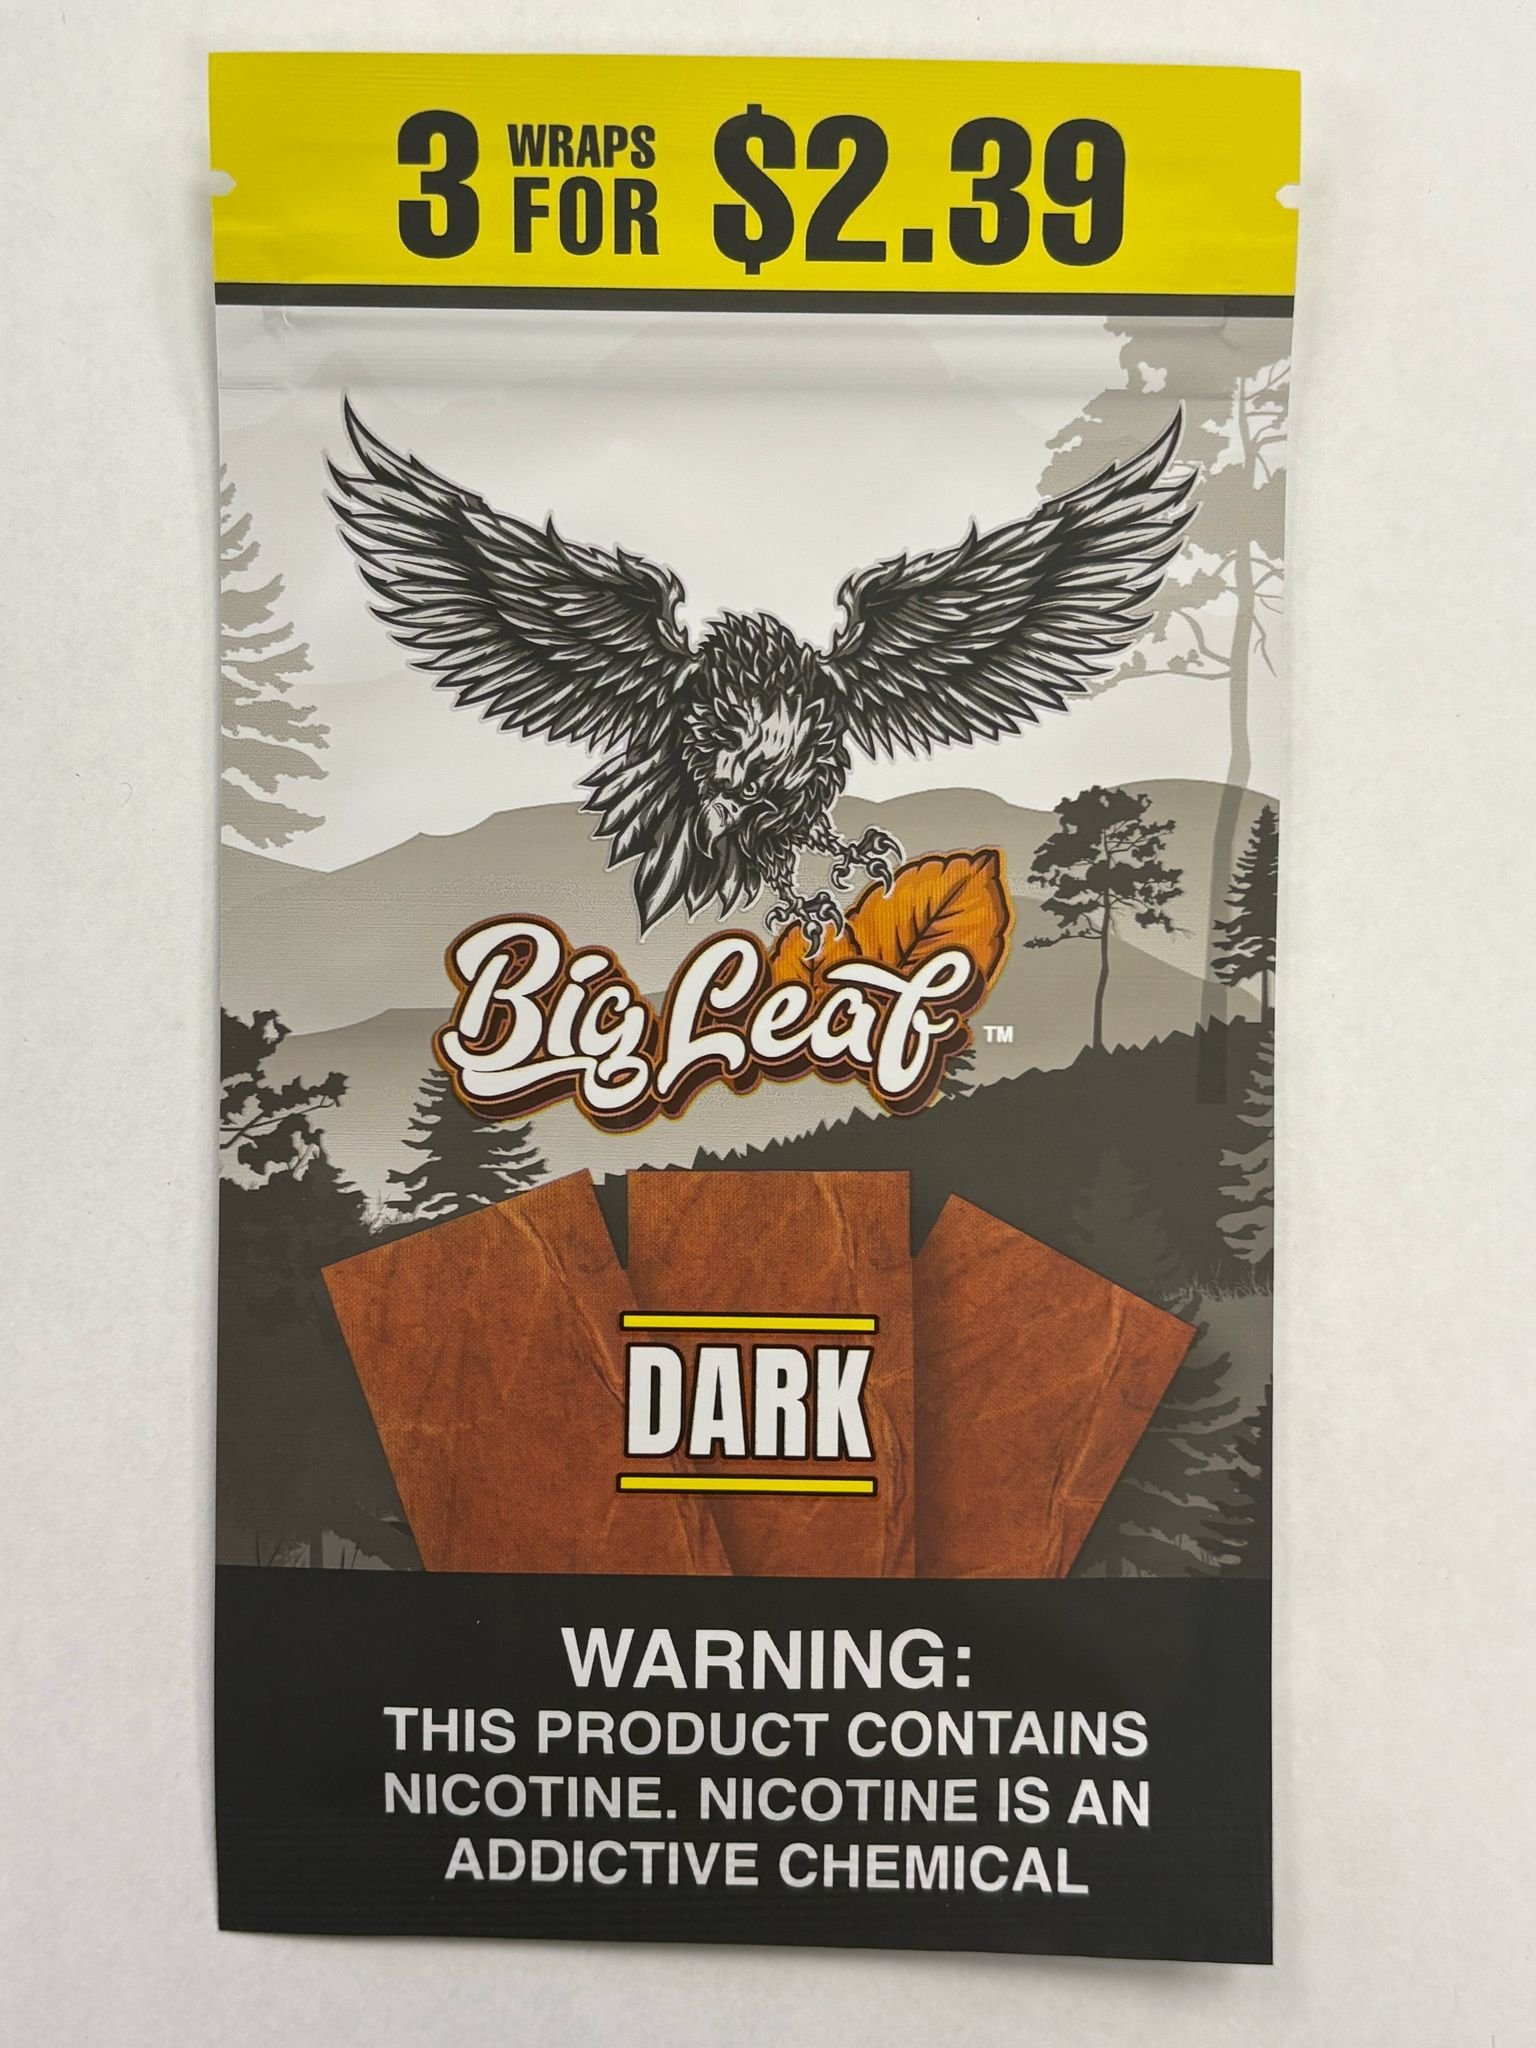 3 WRAPS FOR $2.39
Big Leaf™
DARK
WARNING:
THIS PRODUCT CONTAINS
NICOTINE. NICOTINE IS AN
ADDICTIVE CHEMICAL